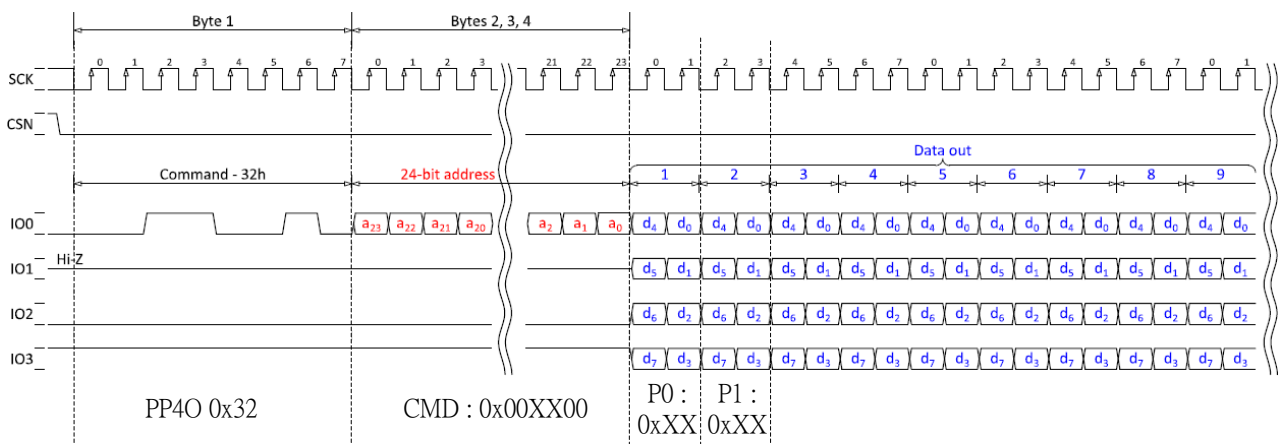 Byte 1 Bytes 2, 3, 4
SCK 0 1 2 3 4 5 6 7 0 1 2 3 21 22 23 0 1 2 3 4 5 6 7 0 1 2 3 4 5 6 7 0 1
CSN
Data out
Command - 32h 24-bit address 1 2 3 4 5 6 7 8 9
IO0 a23 a22 a21 a20 a2 a1 a0 d4 d0 d4 d0 d4 d0 d4 d0 d4 d0 d4 d0 d4 d0 d4 d0 d4 d0
Hi-Z
IO1 d5 d1 d5 d1 d5 d1 d5 d1 d5 d1 d5 d1 d5 d1 d5 d1 d5 d1
IO2 d6 d2 d6 d2 d6 d2 d6 d2 d6 d2 d6 d2 d6 d2 d6 d2 d6 d2
IO3 d7 d3 d7 d3 d7 d3 d7 d3 d7 d3 d7 d3 d7 d3 d7 d3 d7 d3
PP4O 0x32 CMD : 0x00XX00 P0 : P1 :
0xXX 0xXX